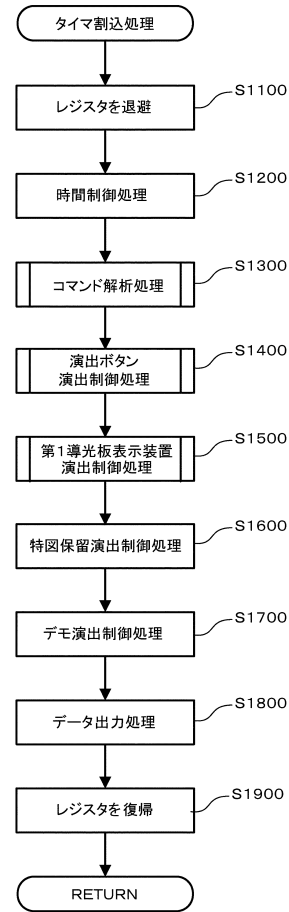 タイマ割込処理
S1100
レジスタを退避
S1200
時間制御処理
S1300
コマンド解析処理
S1400
演出ボタン
演出制御処理
S1500
第1導光板表示装置
演出制御処理
S1600
特図保留演出制御処理
S1700
デモ演出制御処理
S1800
データ出力処理
S1900
レジスタを復帰
RETURN